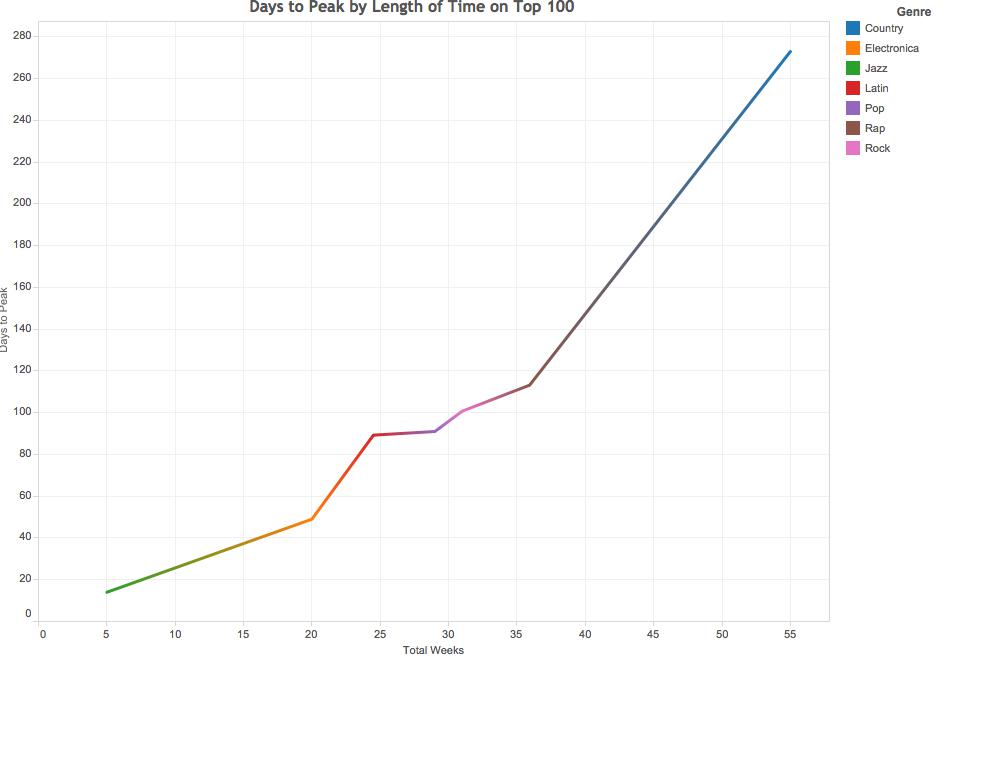 Days to Peak by Length of Time on Top 100
Genre
Country
Electronica
Jazz
Latin
Pop
Rap
Rock
280
260
240
220
200
180
160
140
120
100
80
60
40
20
0
Days to Peak
0 5 10 15 20 25 30 35 40 45 50 55
Total Weeks